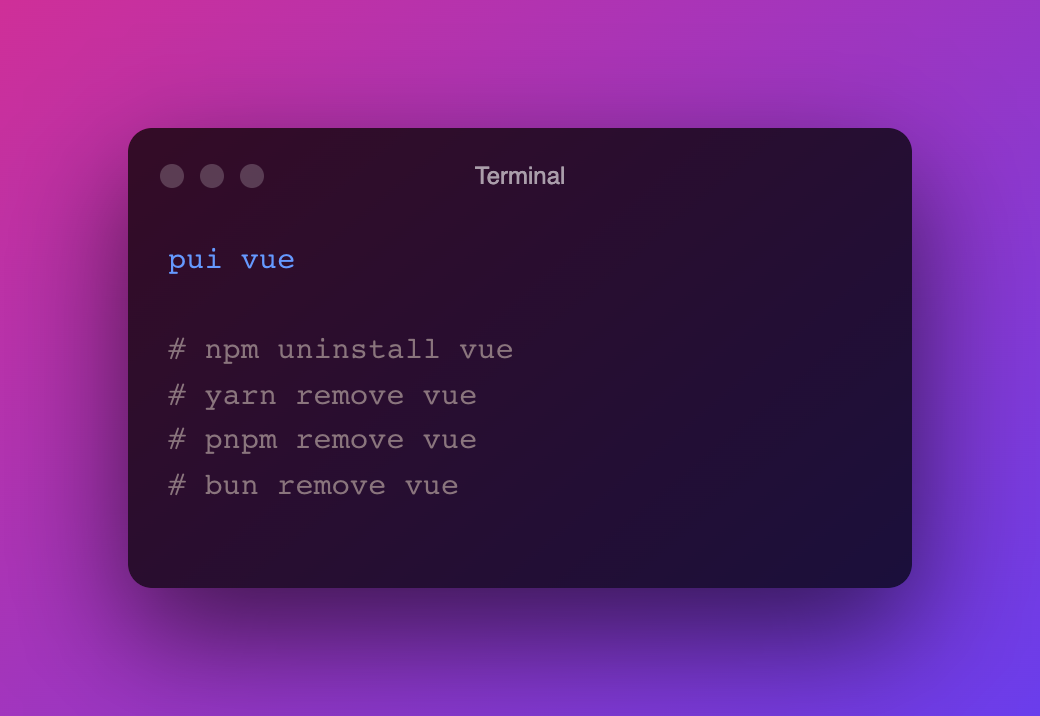 Terminal
pui vue
# npm uninstall vue
# yarn remove vue
# pnpm remove vue
# bun remove vue